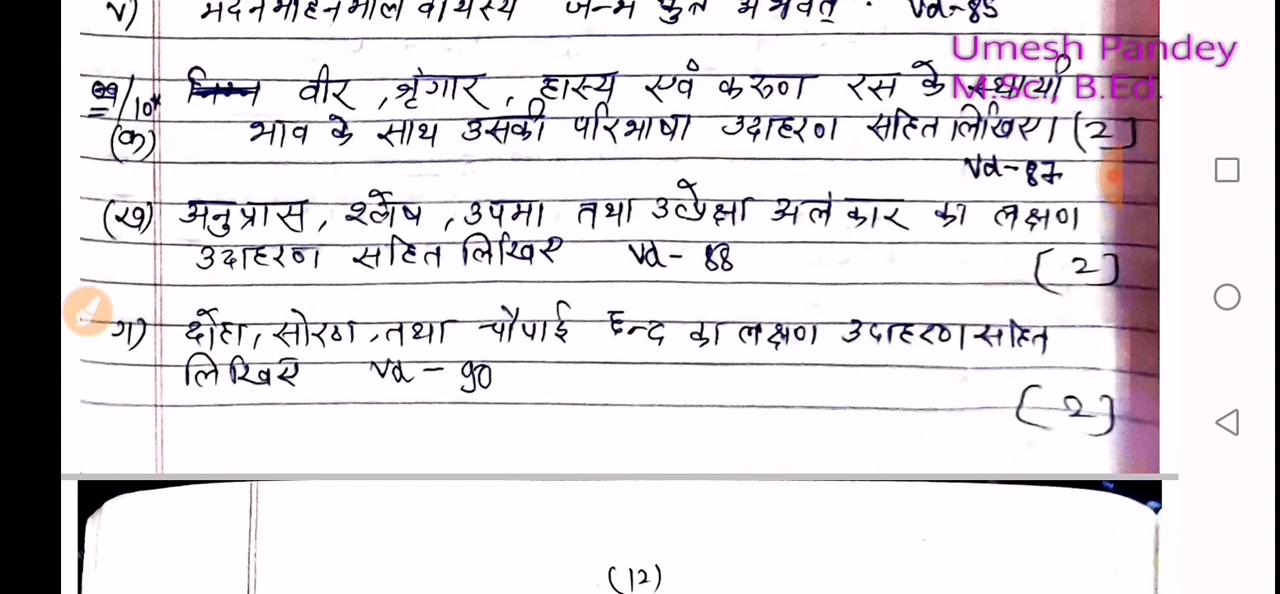 v) मदनमोहनमालवीयस्य जन्म कुत्र अभवत् . Vd-85
Umesh Pandey
M.Sc, B.Ed.
10* वीर , श्रृंगार , हास्य एवं करुण रस के स्थायी
(क) भाव के साथ उसकी परिभाषा उदाहरण सहित लिखिए। (2)
Vd-87
(ख) अनुप्रास, श्लेष , उपमा तथा उत्प्रेक्षा अलंकार का लक्षण
उदाहरण सहित लिखिए Vd - 88 (2)
ग) दोहा, सोरठा, तथा चौपाई छन्द का लक्षण उदाहरण सहित
लिखिए Vd - 90
(2)
(12)